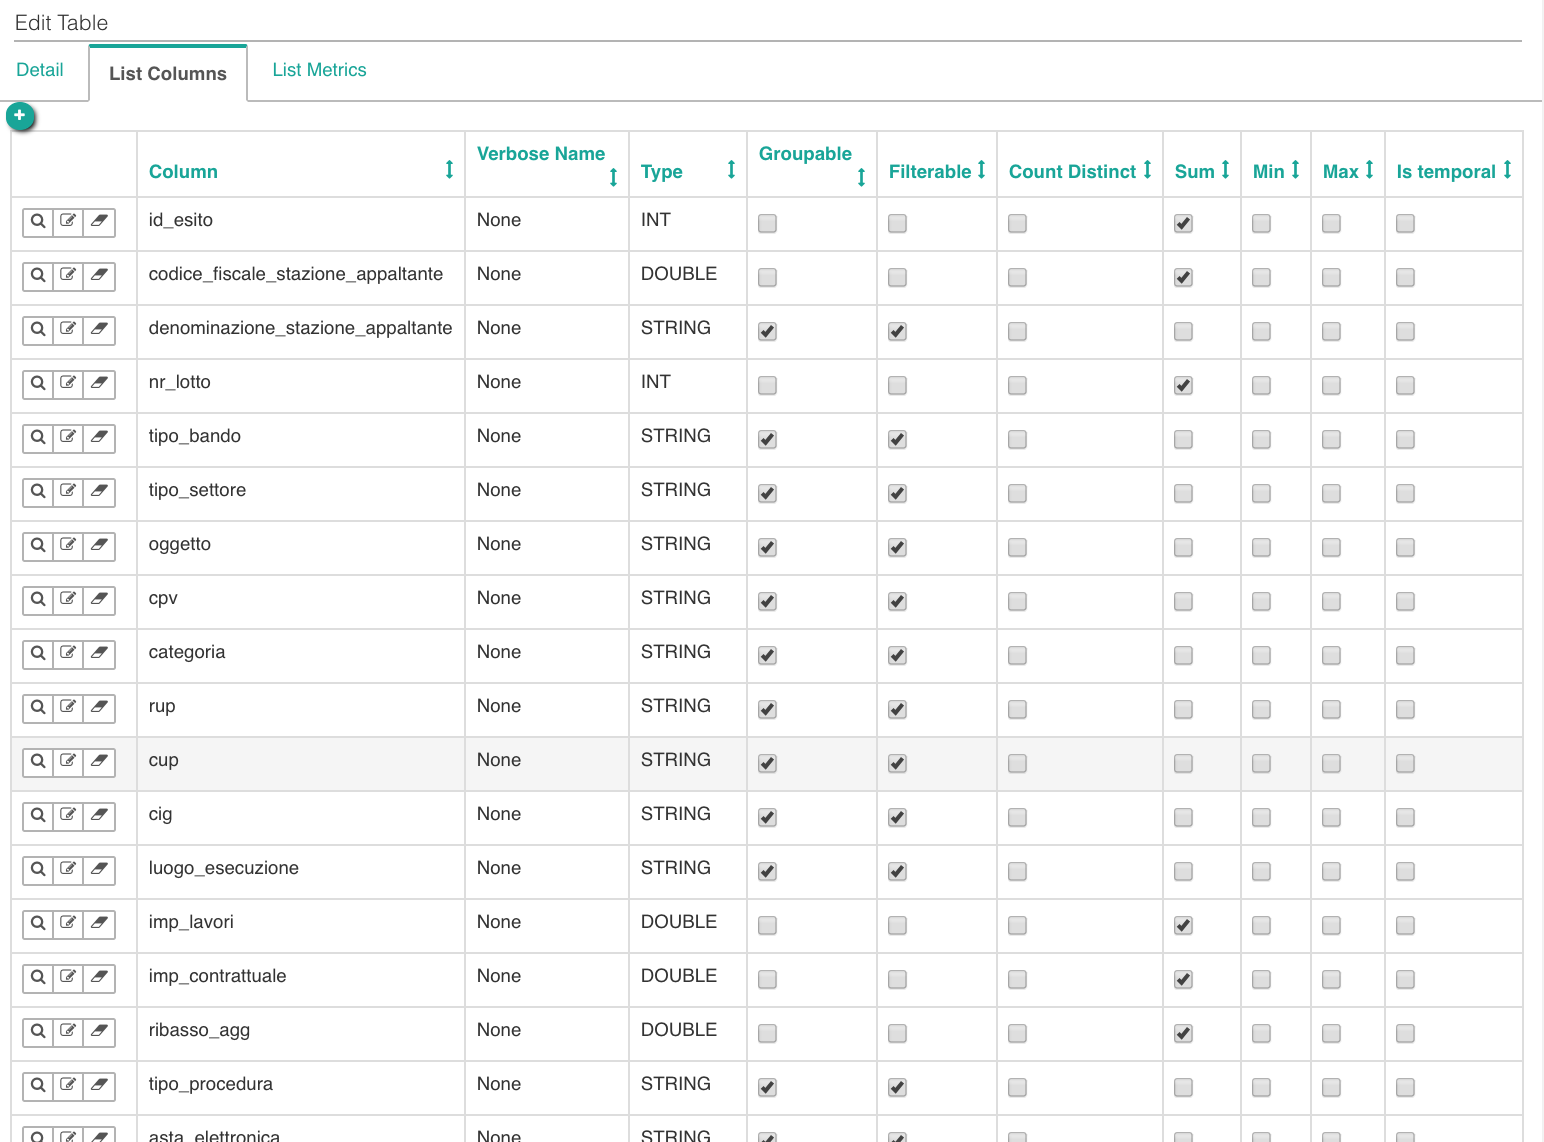 Edit Table
Detail List Columns List Metrics
Column Verbose Name Type Groupable Filterable Count Distinct Sum Min Max Is temporal
id_esito None INT
codice_fiscale_stazione_appaltante None DOUBLE
denominazione_stazione_appaltante None STRING
nr_lotto None INT
tipo_bando None STRING
tipo_settore None STRING
oggetto None STRING
cpv None STRING
categoria None STRING
rup None STRING
cup None STRING
cig None STRING
luogo_esecuzione None STRING
imp_lavori None DOUBLE
imp_contrattuale None DOUBLE
ribasso_agg None DOUBLE
tipo_procedura None STRING
asta_elettronica None STRING